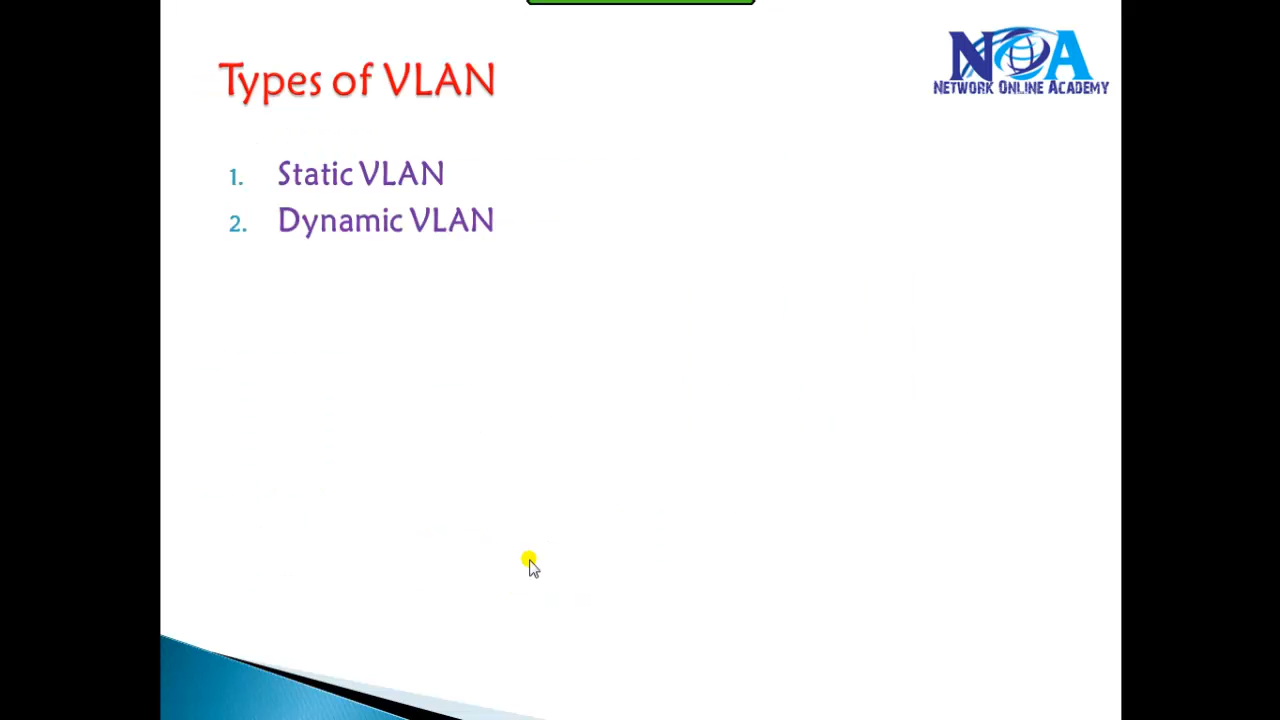 Types of VLAN
NOA
NETWORK ONLINE ACADEMY
1. Static VLAN
2. Dynamic VLAN